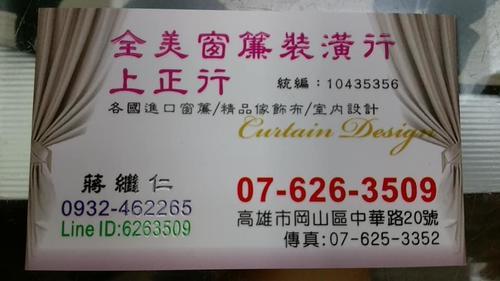 全美窗簾裝潢行
上正行 統編：10435356
各國進口窗簾/精品傢飾布/室內設計
Curtain Design
蔣繼仁 07-626-3509
0932-462265 高雄市岡山區中華路20號
Line ID:6263509 傳真:07-625-3352